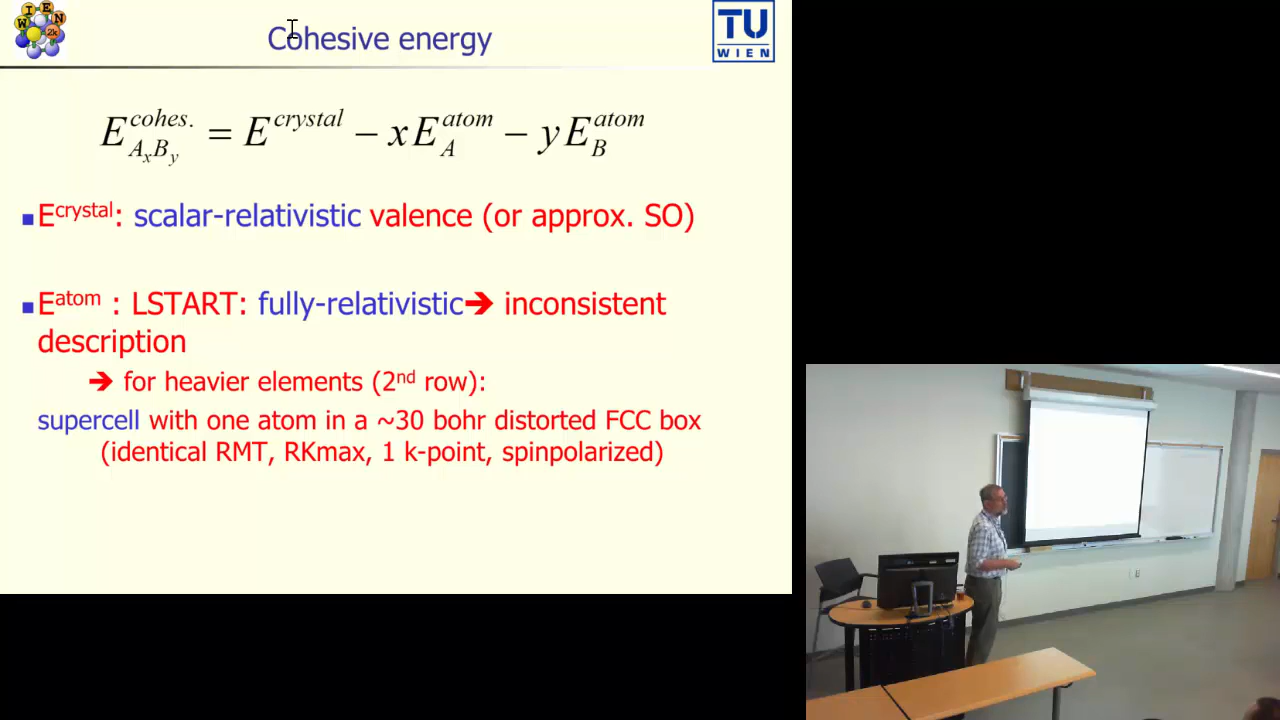 WIEN 2k
Cohesive energy
TU
WIEN
E^{cohes.}_{A_xB_y} = E^{crystal} − xE^{atom}_A − yE^{atom}_B
■E^{crystal}: scalar-relativistic valence (or approx. SO)
■E^{atom} : LSTART: fully-relativistic➔ inconsistent
description
➔ for heavier elements (2^{nd} row):
supercell with one atom in a ~30 bohr distorted FCC box
(identical RMT, RKmax, 1 k-point, spinpolarized)